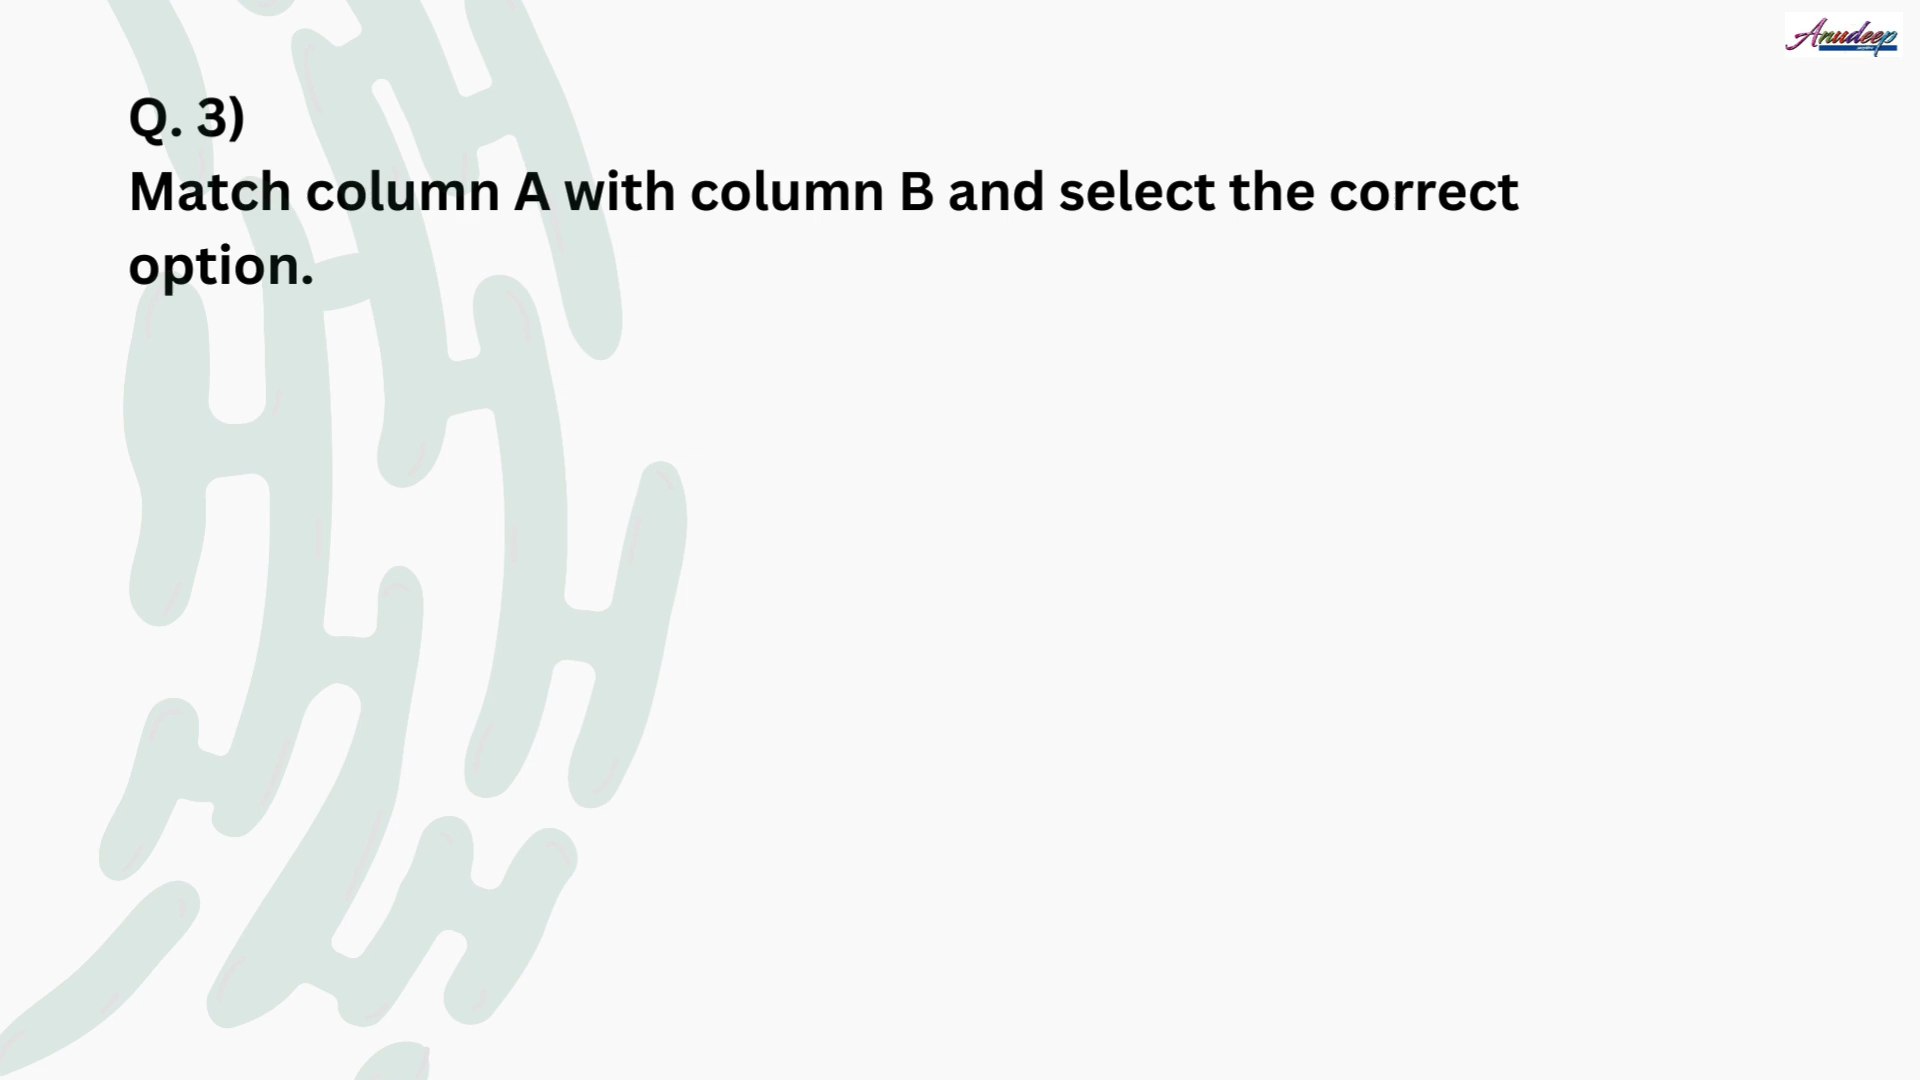 Anudeep
Q. 3)
Match column A with column B and select the correct
option.